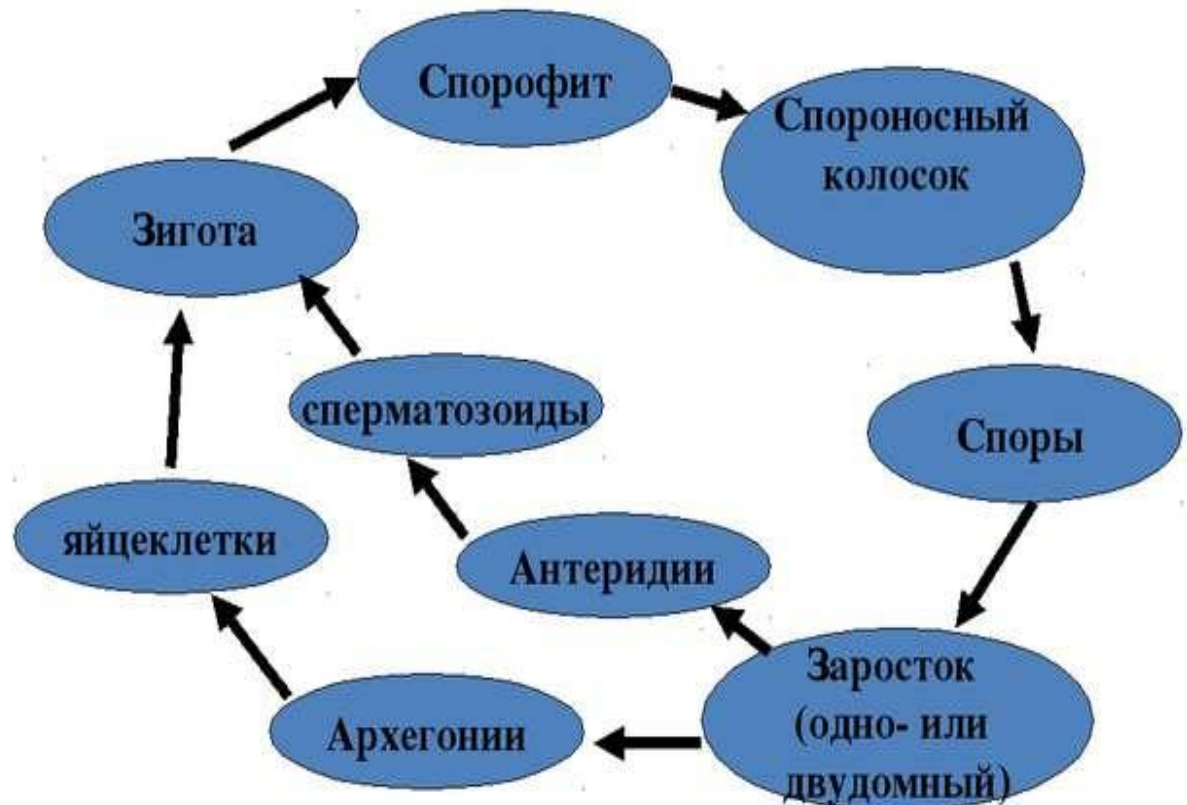 Спорофит
Спороносный
колосок
Зигота
сперматозоиды
Споры
яйцеклетки
Антеридии
Заросток
(одно- или
двудомный)
Архегонии